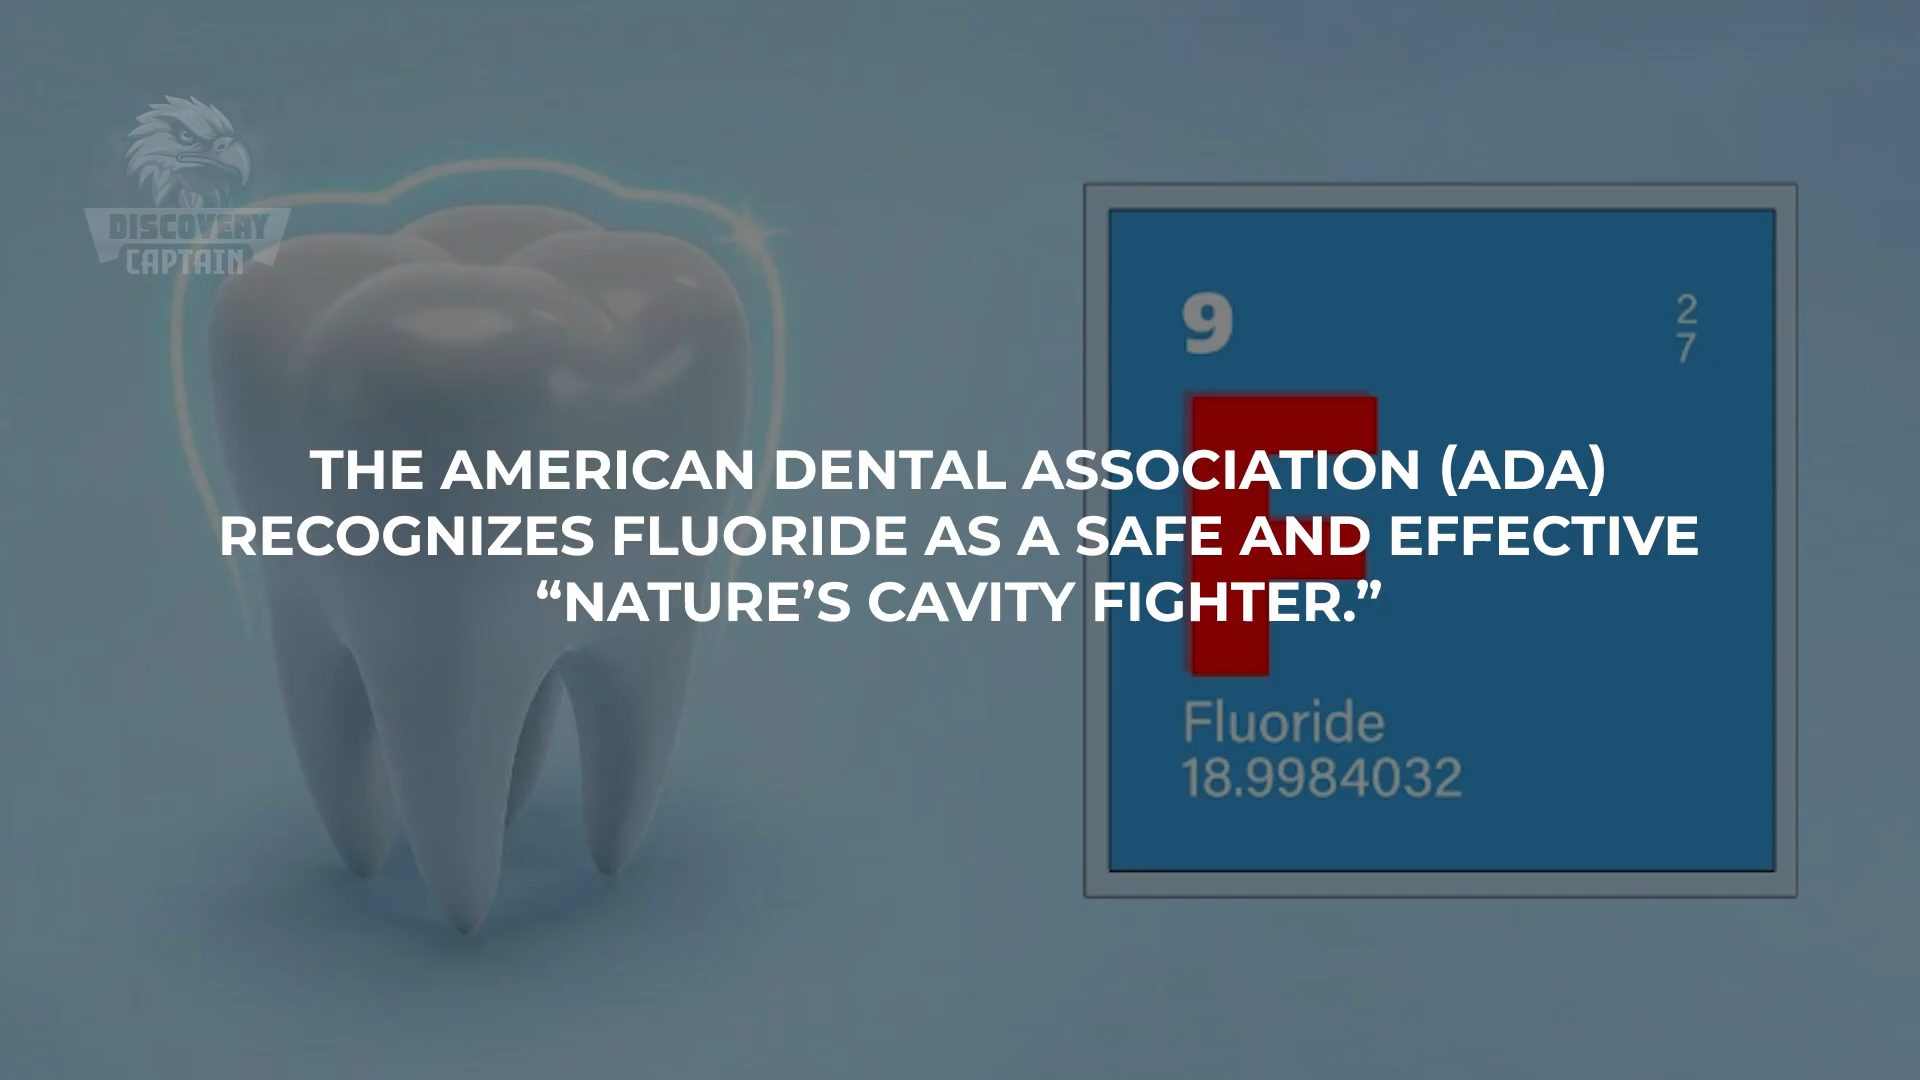 DISCOVERY
CAPTAIN
9
2
7
F
THE AMERICAN DENTAL ASSOCIATION (ADA)
RECOGNIZES FLUORIDE AS A SAFE AND EFFECTIVE
“NATURE’S CAVITY FIGHTER.”
Fluoride
18.9984032